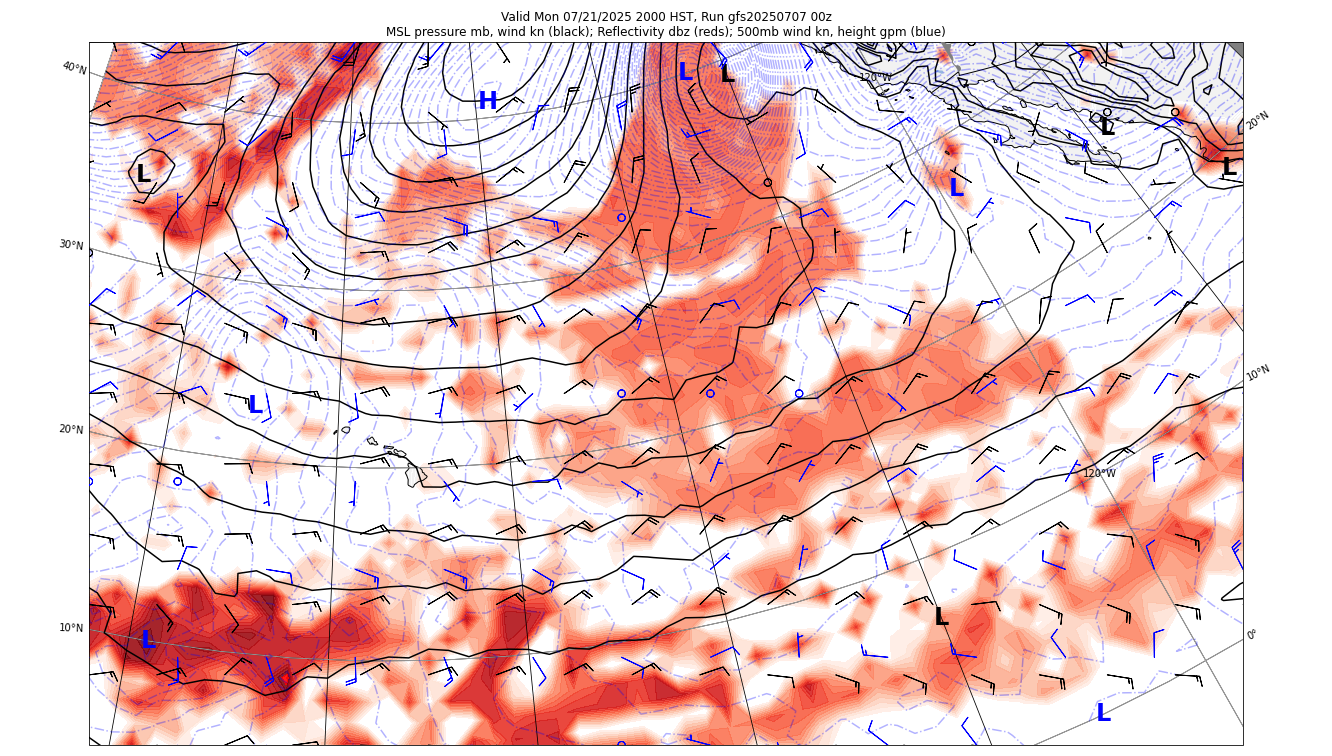 Valid Mon 07/21/2025 2000 HST, Run gfs20250707 00z
MSL pressure mb, wind kn (black); Reflectivity dbz (reds); 500mb wind kn, height gpm (blue)
40°N
120°W
20°N
H
L
L
L
L
L
L
30°N
10°N
L
20°N
120°W
10°N
L
L
0°
L